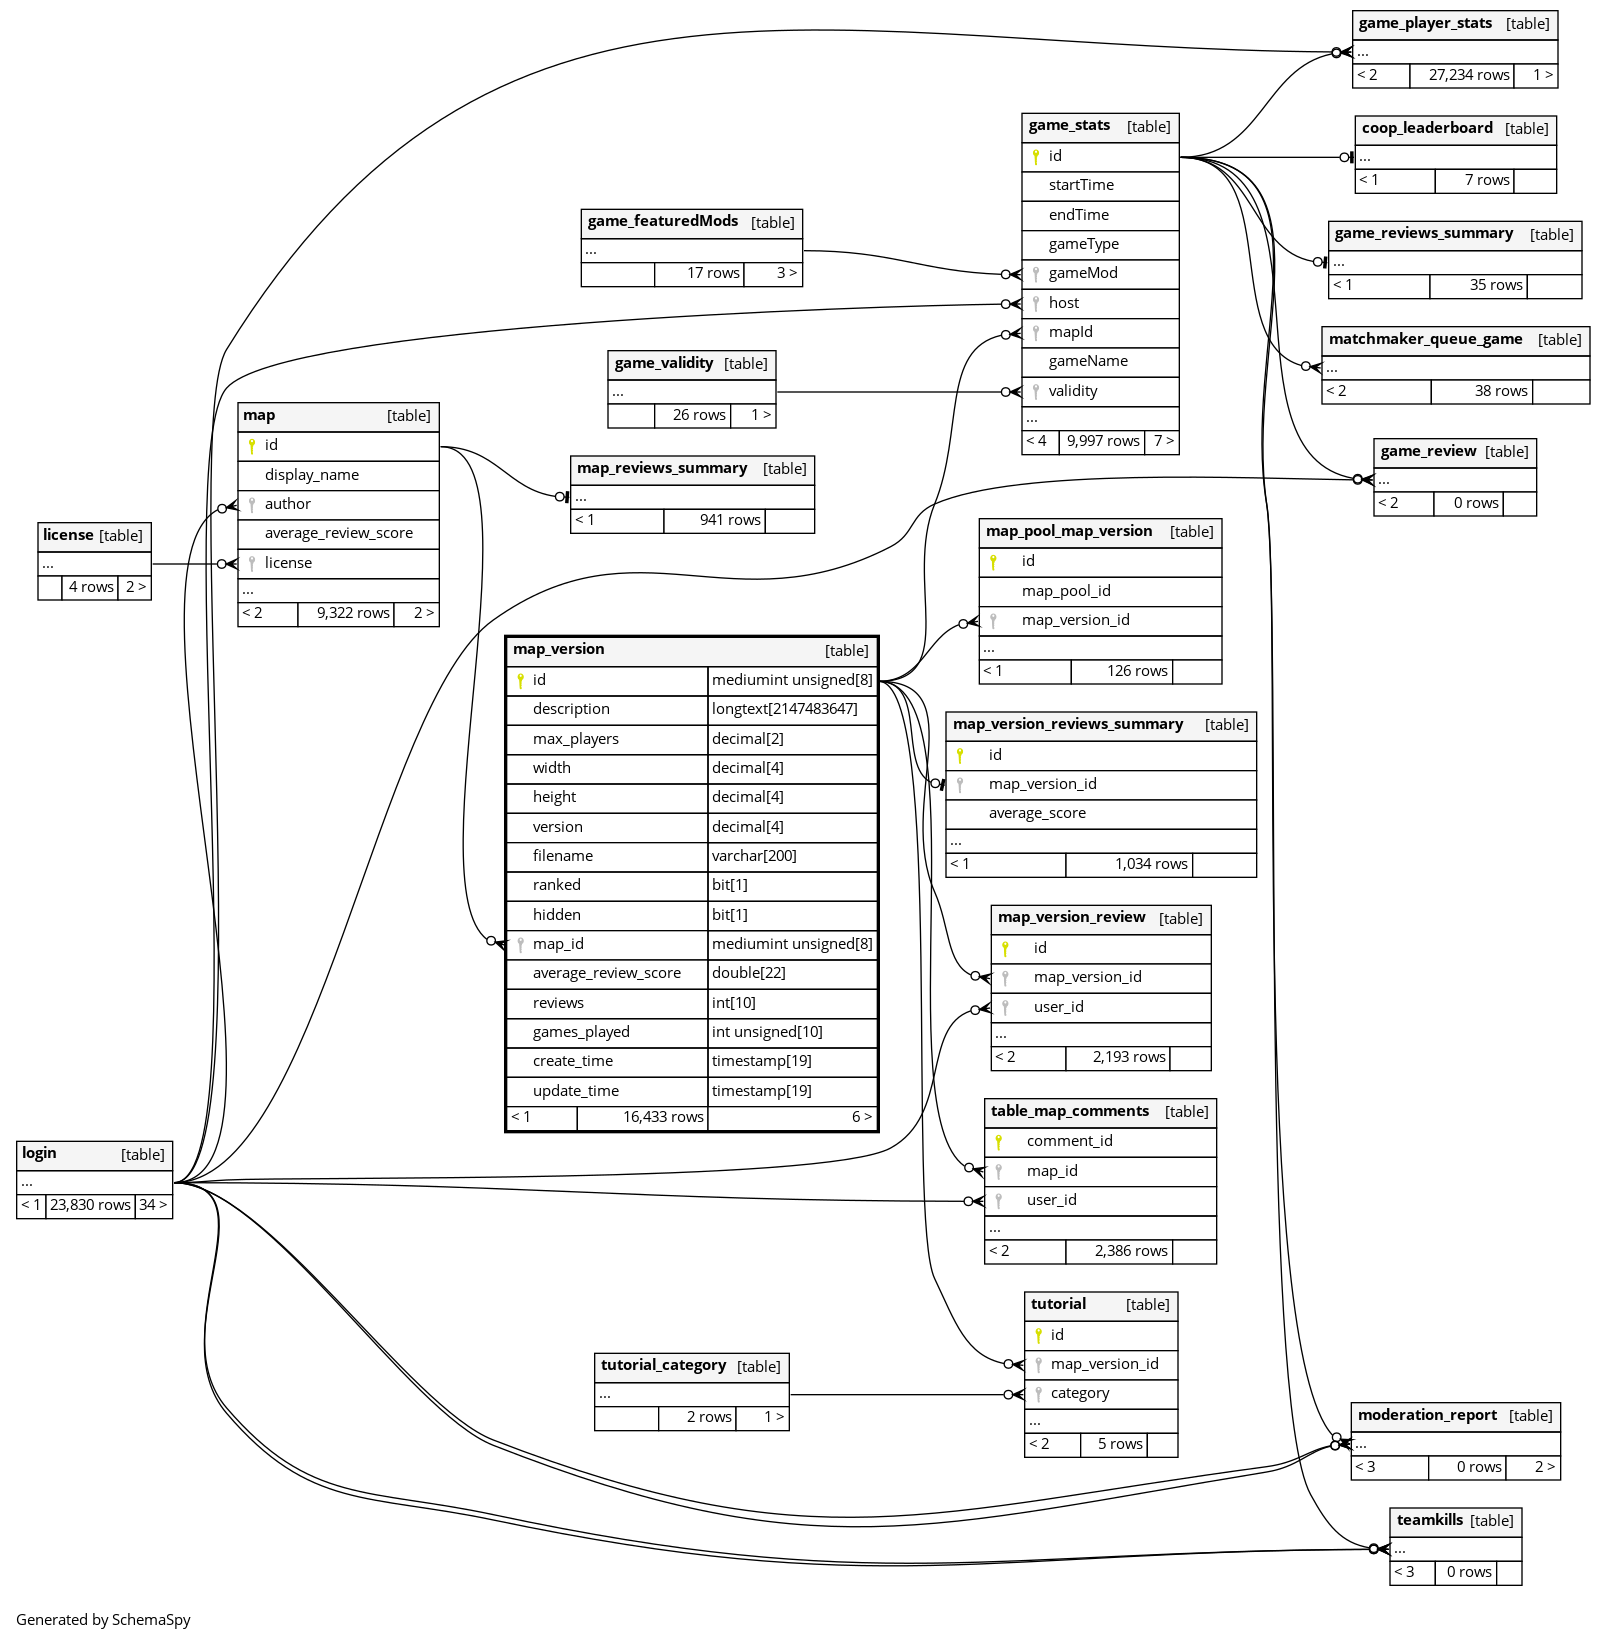 game_player_stats [table]
...
< 2 27,234 rows 1 >
game_stats [table]
id
startTime
endTime
gameType
gameMod
host
mapId
gameName
validity
...
< 4 9,997 rows 7 >
coop_leaderboard [table]
...
< 1 7 rows
game_reviews_summary [table]
...
< 1 35 rows
game_featuredMods [table]
...
17 rows 3 >
matchmaker_queue_game [table]
...
< 2 38 rows
game_validity [table]
...
26 rows 1 >
map [table]
id
display_name
author
average_review_score
license
...
< 2 9,322 rows 2 >
game_review [table]
...
< 2 0 rows
map_reviews_summary [table]
...
< 1 941 rows
license [table]
...
4 rows 2 >
map_pool_map_version [table]
id
map_pool_id
map_version_id
...
< 1 126 rows
map_version [table]
id mediumint unsigned[8]
description longtext[2147483647]
max_players decimal[2]
width decimal[4]
height decimal[4]
version decimal[4]
filename varchar[200]
ranked bit[1]
hidden bit[1]
map_id mediumint unsigned[8]
average_review_score double[22]
reviews int[10]
games_played int unsigned[10]
create_time timestamp[19]
update_time timestamp[19]
< 1 16,433 rows 6 >
map_version_reviews_summary [table]
id
map_version_id
average_score
...
< 1 1,034 rows
map_version_review [table]
id
map_version_id
user_id
...
< 2 2,193 rows
table_map_comments [table]
comment_id
map_id
user_id
...
< 2 2,386 rows
login [table]
...
< 1 23,830 rows 34 >
tutorial [table]
id
map_version_id
category
...
< 2 5 rows
tutorial_category [table]
...
2 rows 1 >
moderation_report [table]
...
< 3 0 rows 2 >
teamkills [table]
...
< 3 0 rows
Generated by SchemaSpy